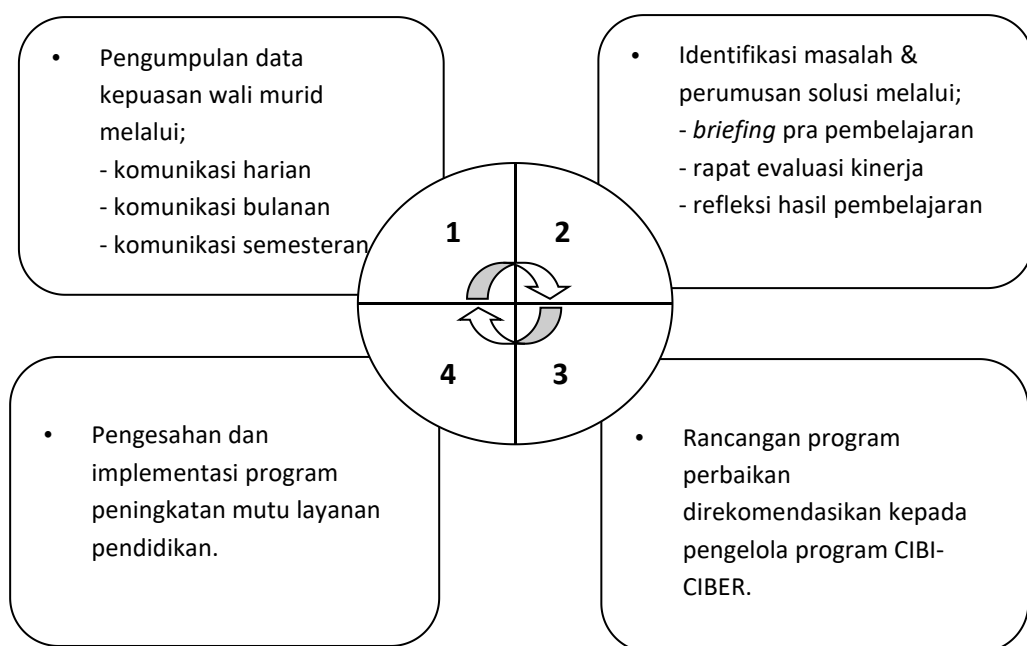 • Pengumpulan data
kepuasan wali murid
melalui;
- komunikasi harian
- komunikasi bulanan
- komunikasi semesteran
• Identifikasi masalah &
perumusan solusi melalui;
- briefing pra pembelajaran
- rapat evaluasi kinerja
- refleksi hasil pembelajaran
1
2
4
3
• Pengesahan dan
implementasi program
peningkatan mutu layanan
pendidikan.
• Rancangan program
perbaikan
direkomendasikan kepada
pengelola program CIBI-
CIBER.